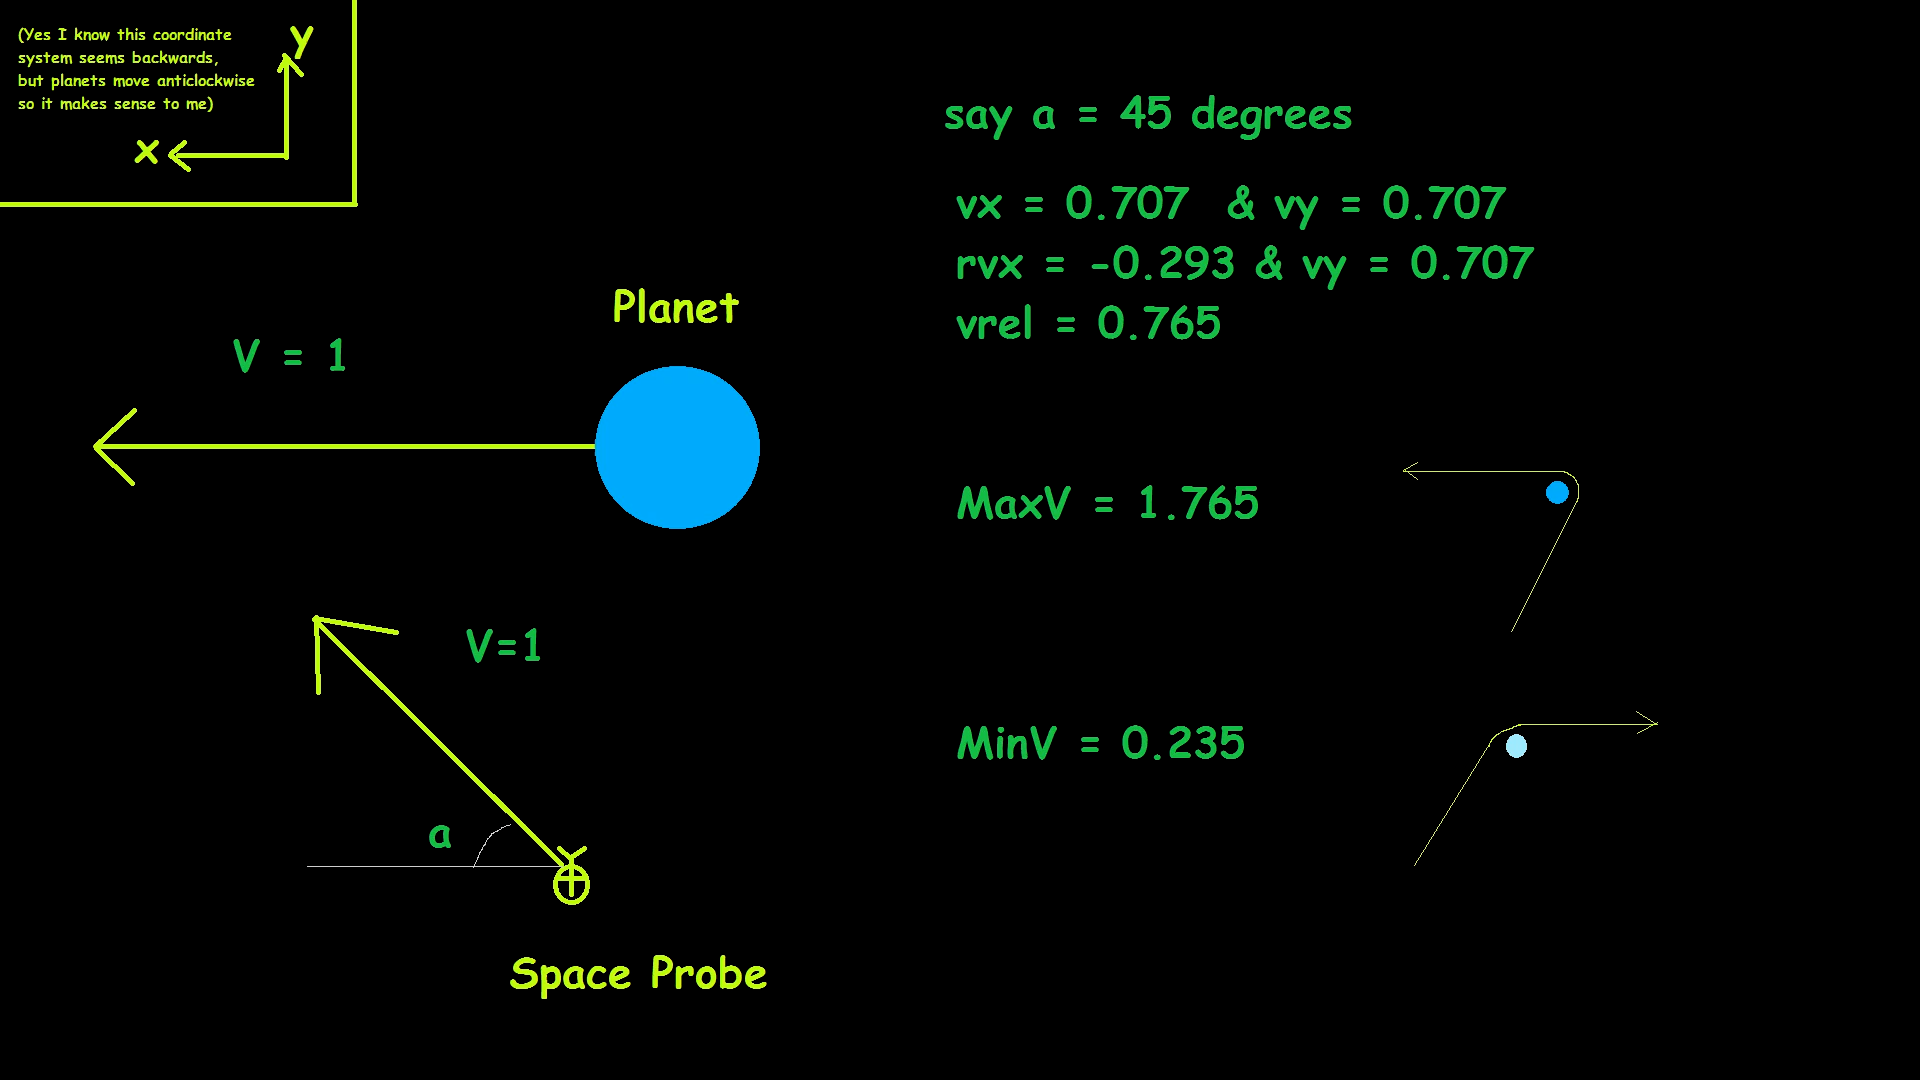 (Yes I know this coordinate
system seems backwards,
but planets move anticlockwise
so it makes sense to me)
y
x
say a = 45 degrees
vx = 0.707 & vy = 0.707
rvx = -0.293 & vy = 0.707
vrel = 0.765
Planet
V = 1
MaxV = 1.765
V=1
MinV = 0.235
a
Space Probe